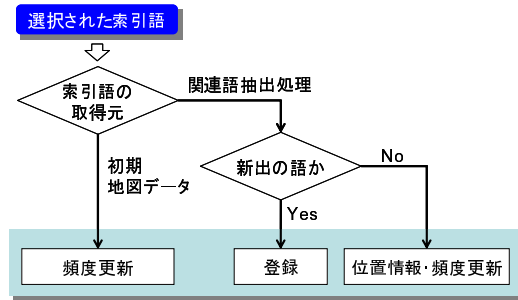 選択された索引語
索引語の
取得元
関連語抽出処理
初期
地図データ
新出の語か
No
Yes
頻度更新
登録
位置情報・頻度更新